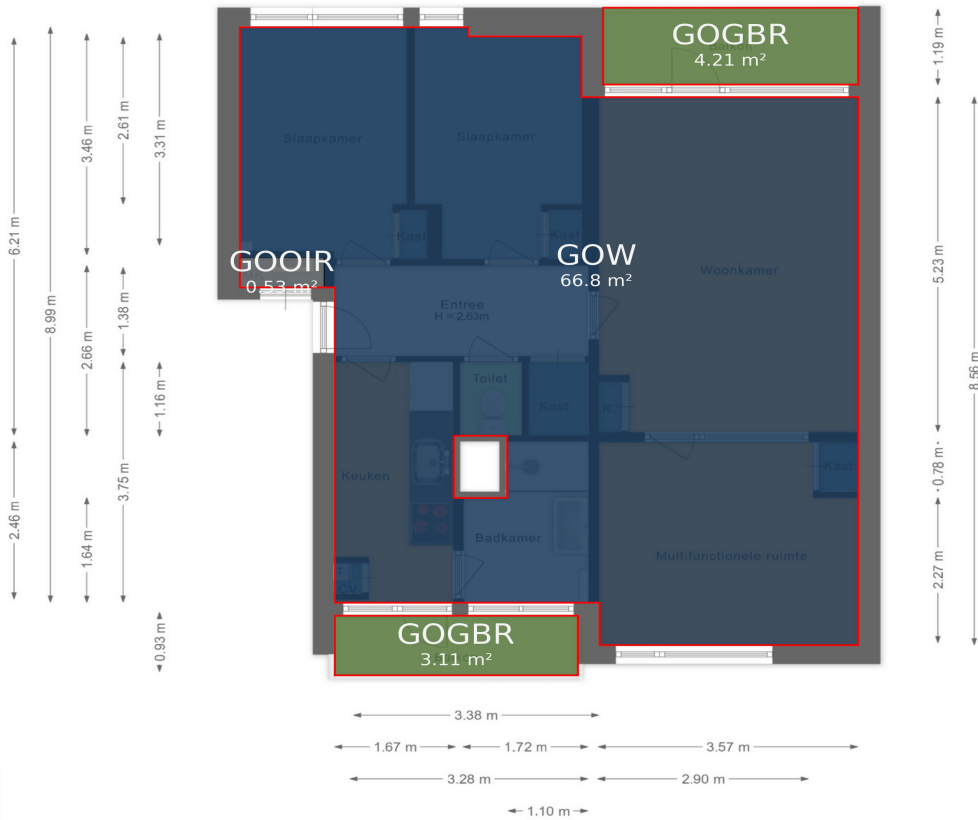 GOGBR
Balkon
4.21 m²
1.19 m
6.21 m
8.99 m
3.46 m
2.61 m
3.31 m
Slaapkamer
Slaapkamer
Kast
Kast
GOOIR
0.53 m²
GOW
66.8 m²
Woonkamer
5.23 m
8.56 m
Entree
H = 2.63m
2.66 m
1.38 m
1.16 m
Toilet
Kast
K
2.46 m
1.64 m
3.75 m
Keuken
Kast
0.78 m
Badkamer
Multifunctionele ruimte
CV
2.27 m
0.93 m
GOGBR
3.11 m²
3.38 m
1.67 m
1.72 m
3.57 m
3.28 m
2.90 m
1.10 m